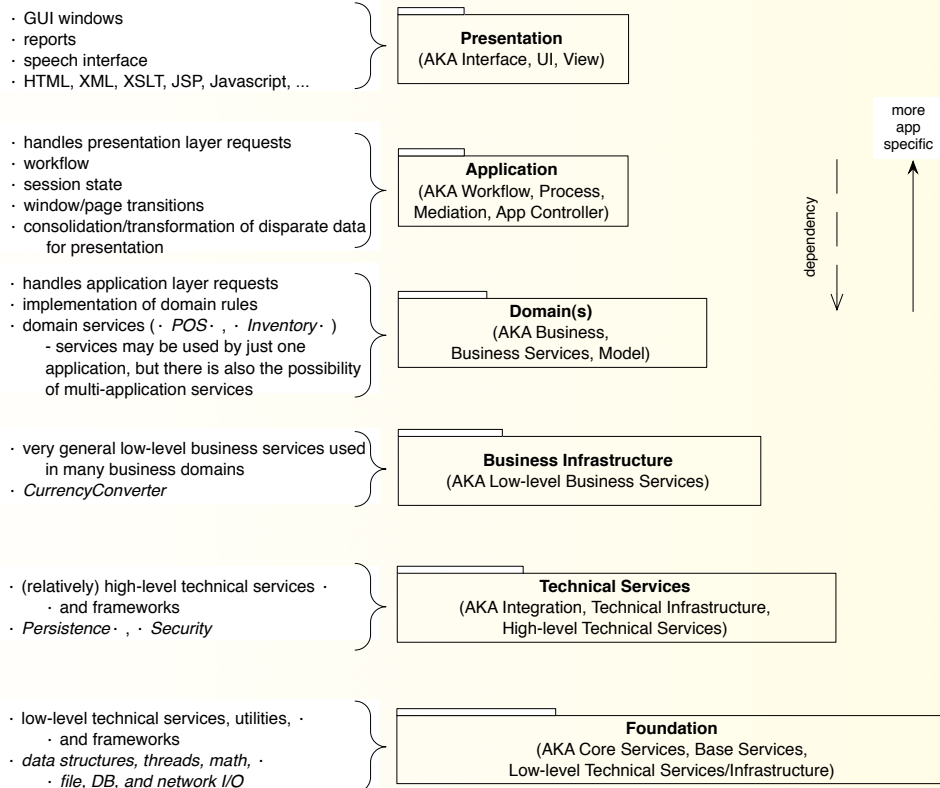 · GUI windows
· reports
· speech interface
· HTML, XML, XSLT, JSP, Javascript, ...
Presentation
(AKA Interface, UI, View)
more
app
specific
· handles presentation layer requests
· workflow
· session state
· window/page transitions
· consolidation/transformation of disparate data
for presentation
Application
(AKA Workflow, Process,
Mediation, App Controller)
dependency
· handles application layer requests
· implementation of domain rules
· domain services ( · POS · , · Inventory · )
- services may be used by just one
application, but there is also the possibility
of multi-application services
Domain(s)
(AKA Business,
Business Services, Model)
· very general low-level business services used
in many business domains
· CurrencyConverter
Business Infrastructure
(AKA Low-level Business Services)
· (relatively) high-level technical services ·
· and frameworks
· Persistence · , · Security
Technical Services
(AKA Integration, Technical Infrastructure,
High-level Technical Services)
· low-level technical services, utilities, ·
· and frameworks
· data structures, threads, math, ·
· file, DB, and network I/O
Foundation
(AKA Core Services, Base Services,
Low-level Technical Services/Infrastructure)